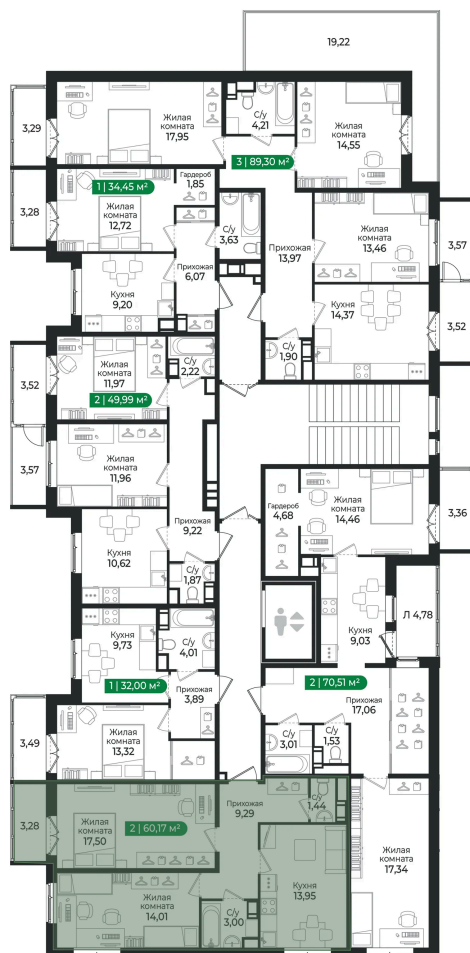 19,22
3,29
Жилая
комната
17,95
С/у
4,21
Жилая
комната
14,55
3 | 89,30 м²
1 | 34,45 м²
Гардероб
1,85
3,28
Жилая
комната
12,72
С/у
3,63
Прихожая
13,97
Жилая
комната
13,46
3,57
Прихожая
6,07
Кухня
9,20
Кухня
14,37
3,52
С/у
1,90
3,52
Жилая
комната
11,97
С/у
2,22
2 | 49,99 м²
3,57
Жилая
комната
11,96
Гардероб
4,68
Жилая
комната
14,46
3,36
Прихожая
9,22
Кухня
10,62
С/у
1,87
Л 4,78
Кухня
9,03
Кухня
9,73
С/у
4,01
1 | 32,00 м²
Прихожая
3,89
2 | 70,51 м²
Прихожая
17,06
3,49
Жилая
комната
13,32
С/у
3,01
С/у
1,53
3,28
Жилая
комната
17,50
2 | 60,17 м²
Прихожая
9,29
С/у
1,44
Жилая
комната
17,34
Жилая
комната
14,01
С/у
3,00
Кухня
13,95